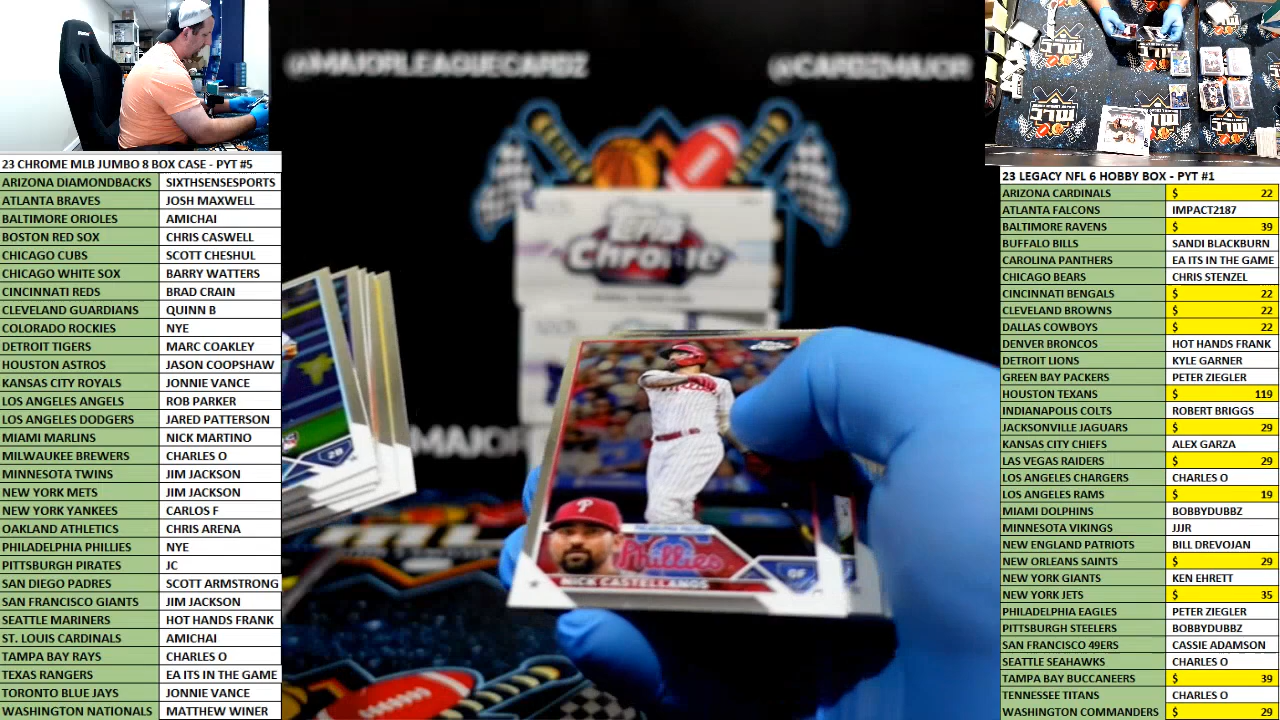 @MAJORLEAGUECARDZ
@CARDZMAJOR
Topps
Chrome
23 CHROME MLB JUMBO 8 BOX CASE - PYT #5
ARIZONA DIAMONDBACKS SIXTHSENSESPORTS
ATLANTA BRAVES JOSH MAXWELL
BALTIMORE ORIOLES AMICHAI
BOSTON RED SOX CHRIS CASWELL
CHICAGO CUBS SCOTT CHESHUL
CHICAGO WHITE SOX BARRY WATTERS
CINCINNATI REDS BRAD CRAIN
CLEVELAND GUARDIANS QUINN B
COLORADO ROCKIES NYE
DETROIT TIGERS MARC COAKLEY
HOUSTON ASTROS JASON COOPSHAW
KANSAS CITY ROYALS JONNIE VANCE
LOS ANGELES ANGELS ROB PARKER
LOS ANGELES DODGERS JARED PATTERSON
MIAMI MARLINS NICK MARTINO
MILWAUKEE BREWERS CHARLES O
MINNESOTA TWINS JIM JACKSON
NEW YORK METS JIM JACKSON
NEW YORK YANKEES CARLOS F
OAKLAND ATHLETICS CHRIS ARENA
PHILADELPHIA PHILLIES NYE
PITTSBURGH PIRATES JC
SAN DIEGO PADRES SCOTT ARMSTRONG
SAN FRANCISCO GIANTS JIM JACKSON
SEATTLE MARINERS HOT HANDS FRANK
ST. LOUIS CARDINALS AMICHAI
TAMPA BAY RAYS CHARLES O
TEXAS RANGERS EA ITS IN THE GAME
TORONTO BLUE JAYS JONNIE VANCE
WASHINGTON NATIONALS MATTHEW WINER
2B
MAJOR
Phillies
P
Phillies
OF
NICK CASTELLANOS
23 LEGACY NFL 6 HOBBY BOX - PYT #1
ARIZONA CARDINALS $ 22
ATLANTA FALCONS IMPACT2187
BALTIMORE RAVENS $ 39
BUFFALO BILLS SANDI BLACKBURN
CAROLINA PANTHERS EA ITS IN THE GAME
CHICAGO BEARS CHRIS STENZEL
CINCINNATI BENGALS $ 22
CLEVELAND BROWNS $ 22
DALLAS COWBOYS $ 22
DENVER BRONCOS HOT HANDS FRANK
DETROIT LIONS KYLE GARNER
GREEN BAY PACKERS PETER ZIEGLER
HOUSTON TEXANS $ 119
INDIANAPOLIS COLTS ROBERT BRIGGS
JACKSONVILLE JAGUARS $ 29
KANSAS CITY CHIEFS ALEX GARZA
LAS VEGAS RAIDERS $ 29
LOS ANGELES CHARGERS CHARLES O
LOS ANGELES RAMS $ 19
MIAMI DOLPHINS BOBBYDUBBZ
MINNESOTA VIKINGS JJJR
NEW ENGLAND PATRIOTS BILL DREVOJAN
NEW ORLEANS SAINTS $ 29
NEW YORK GIANTS KEN EHRETT
NEW YORK JETS $ 35
PHILADELPHIA EAGLES PETER ZIEGLER
PITTSBURGH STEELERS BOBBYDUBBZ
SAN FRANCISCO 49ERS CASSIE ADAMSON
SEATTLE SEAHAWKS CHARLES O
TAMPA BAY BUCCANEERS $ 39
TENNESSEE TITANS CHARLES O
WASHINGTON COMMANDERS $ 29